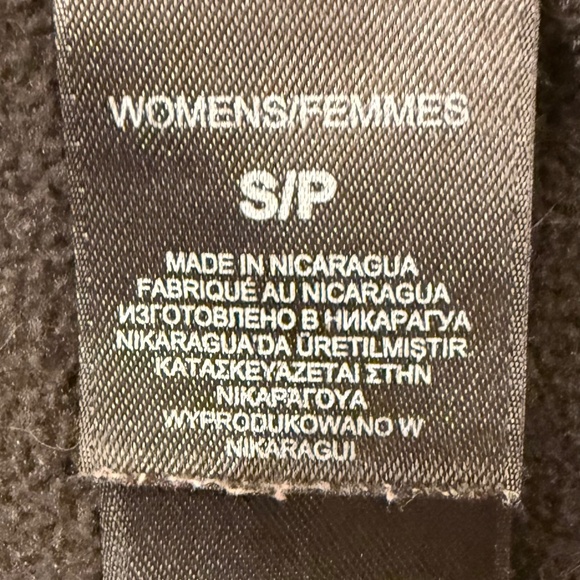 WOMENS/FEMMES
S/P
MADE IN NICARAGUA
FABRIQUÉ AU NICARAGUA
ИЗГОТОВЛЕНО В НИКАРАГУА
NIKARAGUA'DA ÜRETILMIŞTIR
ΚΑΤΑΣΚΕΥΑΖΕΤΑΙ ΣΤΗΝ
ΝΙΚΑΡΑΓΟΥΑ
WYPRODUKOWANO W
NIKARAGUI